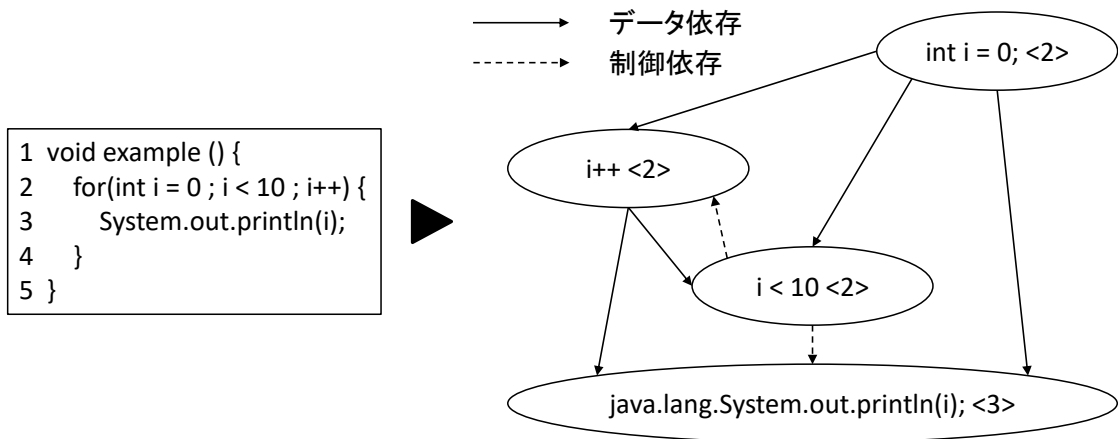 データ依存
制御依存
int i = 0; <2>
1 void example () {
2 for(int i = 0 ; i < 10 ; i++) {
3 System.out.println(i);
4 }
5 }
i++ <2>
i < 10 <2>
java.lang.System.out.println(i); <3>